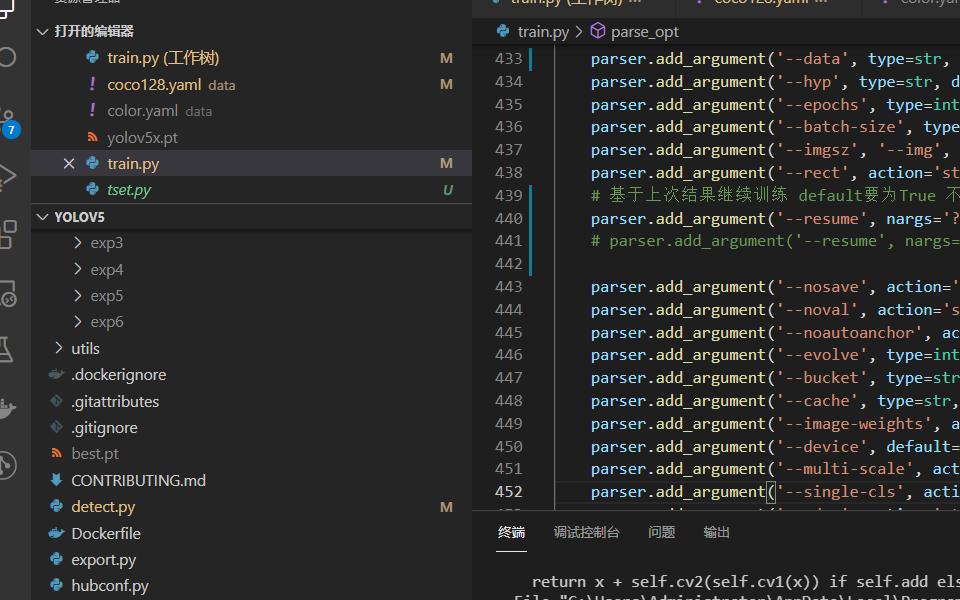 资源管理器
打开的编辑器
train.py (工作树) M
! coco128.yaml data M
! color.yaml data
yolov5x.pt
train.py M
tset.py U
YOLOV5
exp3
exp4
exp5
exp6
utils
.dockerignore
.gitattributes
.gitignore
best.pt
CONTRIBUTING.md
detect.py M
Dockerfile
export.py
hubconf.py
7
train.py (工作树) ! coco128.yaml ! color.yaml
train.py > parse_opt
433 parser.add_argument('--data', type=str,
434 parser.add_argument('--hyp', type=str, d
435 parser.add_argument('--epochs', type=int
436 parser.add_argument('--batch-size', type
437 parser.add_argument('--imgsz', '--img',
438 parser.add_argument('--rect', action='st
439 # 基于上次结果继续训练 default要为True 不
440 parser.add_argument('--resume', nargs='?
441 # parser.add_argument('--resume', nargs=
442
443 parser.add_argument('--nosave', action='
444 parser.add_argument('--noval', action='s
445 parser.add_argument('--noautoanchor', ac
446 parser.add_argument('--evolve', type=int
447 parser.add_argument('--bucket', type=str
448 parser.add_argument('--cache', type=str,
449 parser.add_argument('--image-weights', a
450 parser.add_argument('--device', default=
451 parser.add_argument('--multi-scale', act
452 parser.add_argument('--single-cls', acti
终端 调试控制台 问题 输出
return x + self.cv2(self.cv1(x)) if self.add els
File "C:\Users\Administrator\AppData\Local\Progra